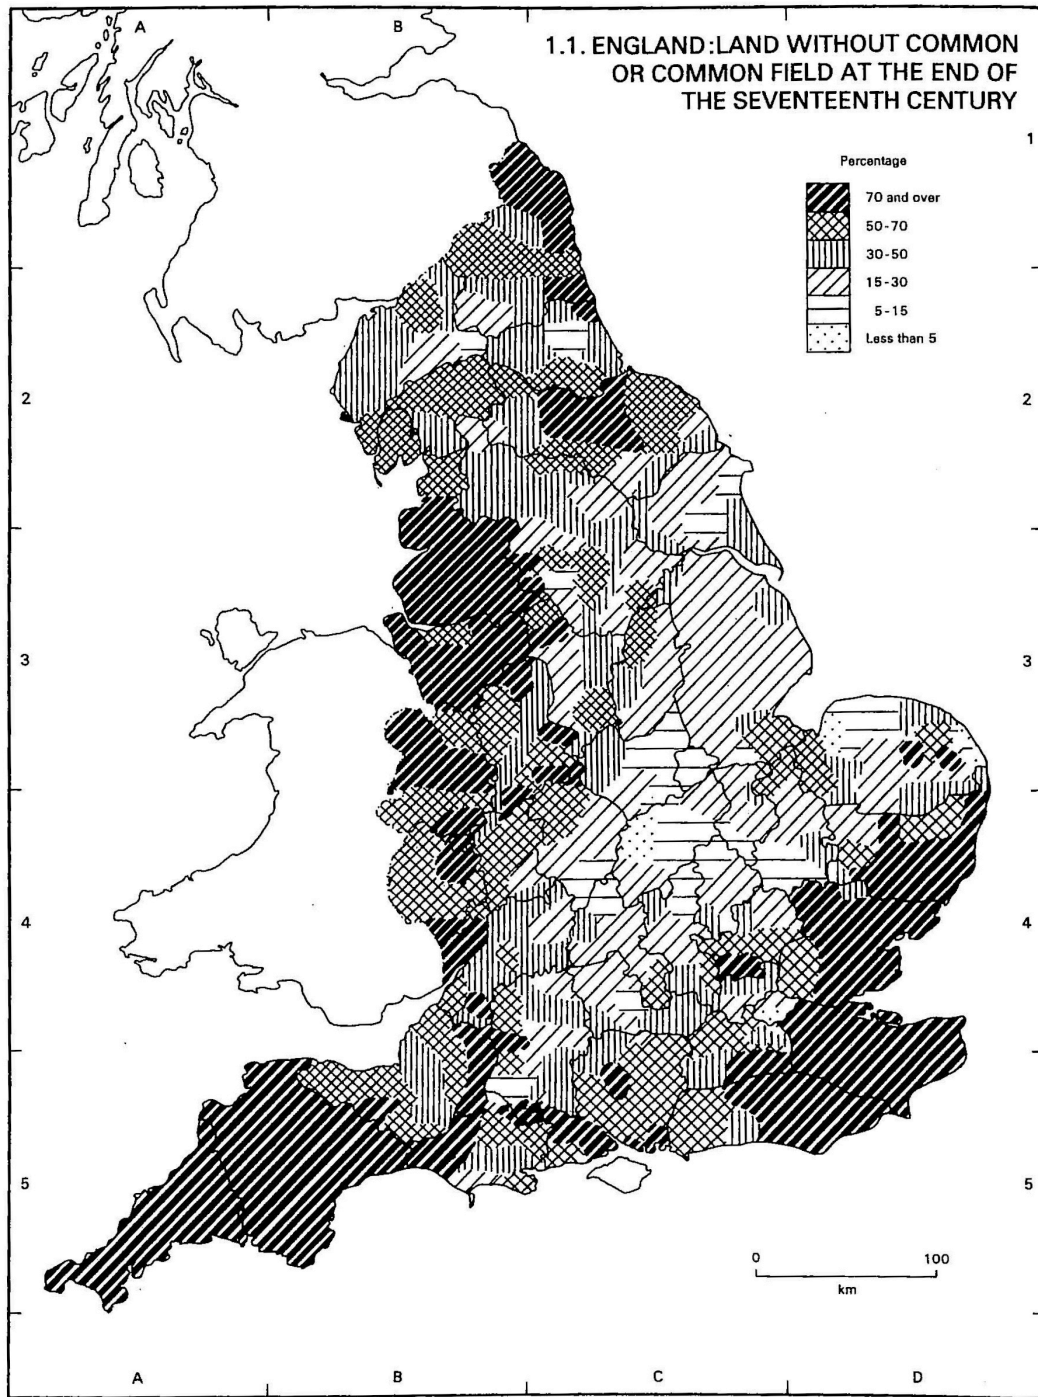 A
B
1.1. ENGLAND:LAND WITHOUT COMMON
OR COMMON FIELD AT THE END OF
THE SEVENTEENTH CENTURY
1
1
Percentage
70 and over
50-70
30-50
15-30
5-15
Less than 5
2
2
3
3
4
4
5
5
0
100
km
A
B
C
D